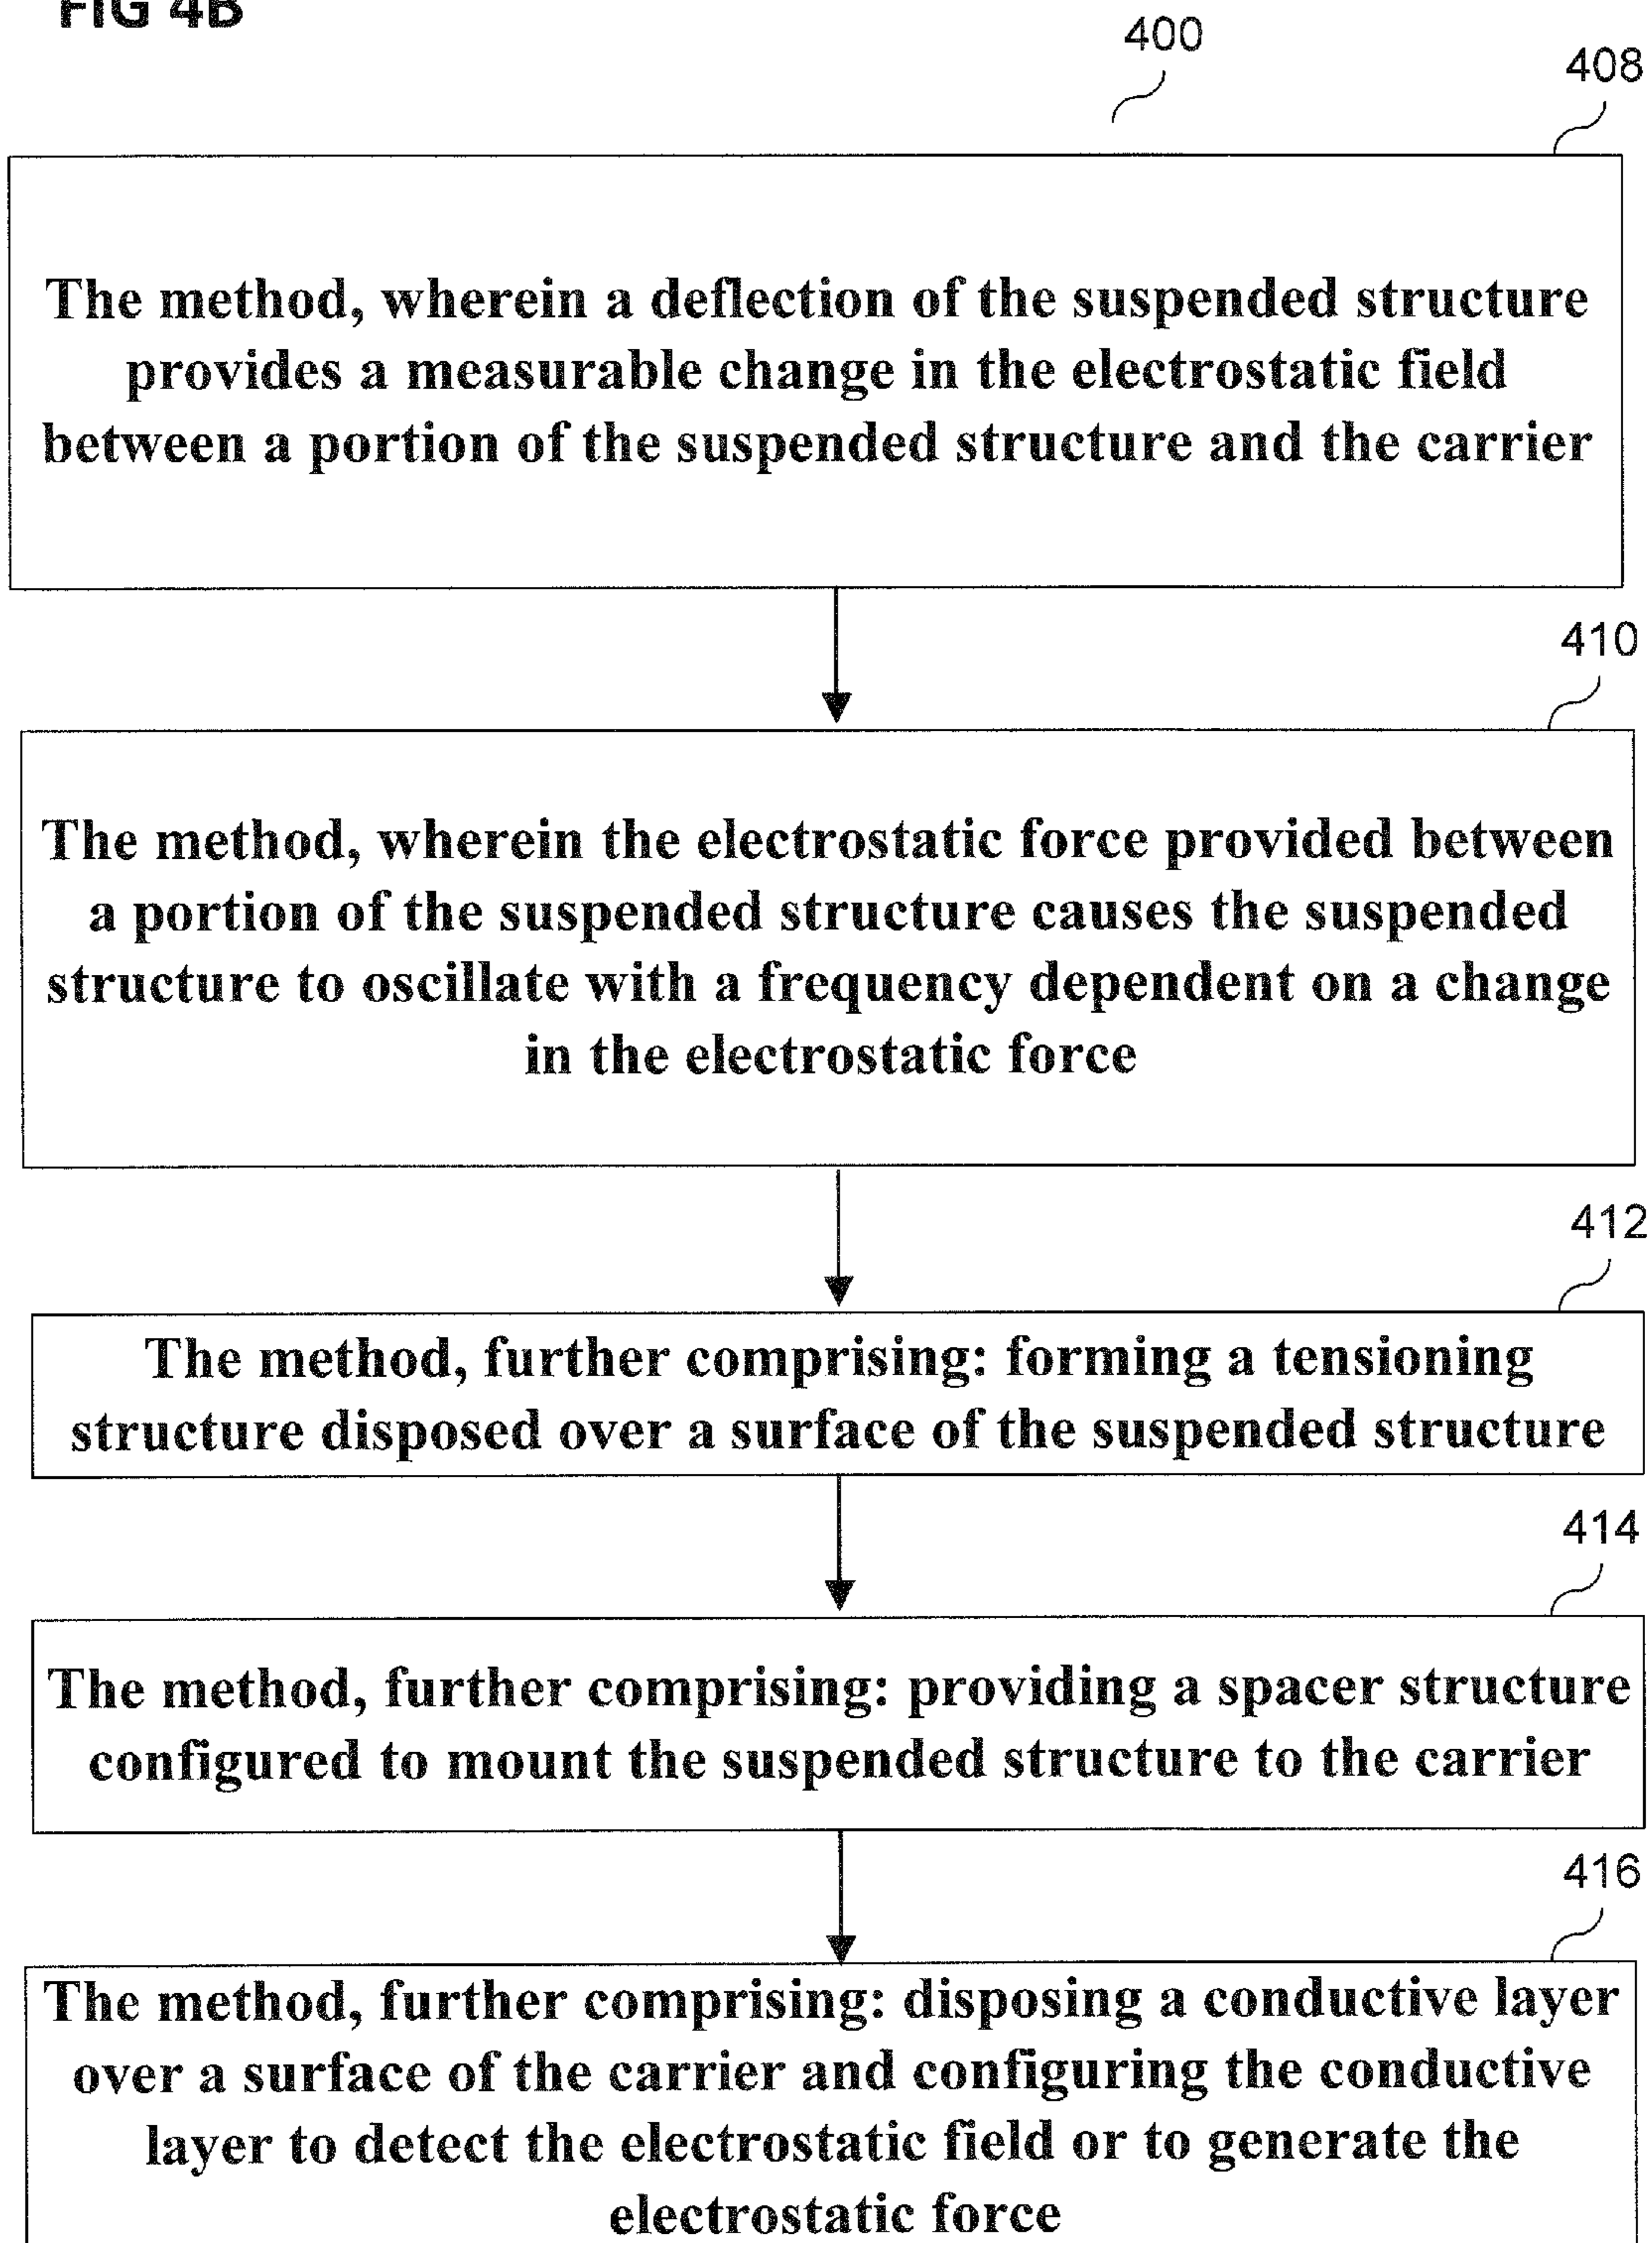 FIG 4B
400
408
The method, wherein a deflection of the suspended structure
provides a measurable change in the electrostatic field
between a portion of the suspended structure and the carrier
410
The method, wherein the electrostatic force provided between
a portion of the suspended structure causes the suspended
structure to oscillate with a frequency dependent on a change
in the electrostatic force
412
The method, further comprising: forming a tensioning
structure disposed over a surface of the suspended structure
414
The method, further comprising: providing a spacer structure
configured to mount the suspended structure to the carrier
416
The method, further comprising: disposing a conductive layer
over a surface of the carrier and configuring the conductive
layer to detect the electrostatic field or to generate the
electrostatic force